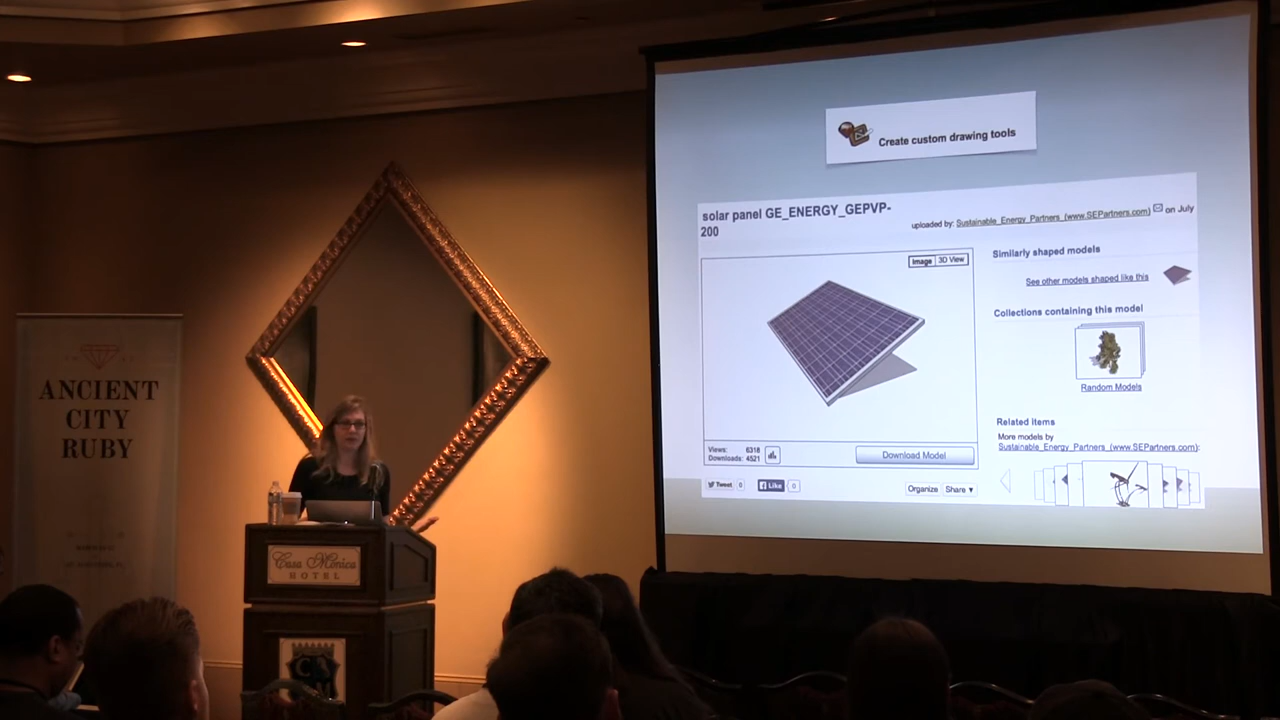 ANCIENT
CITY
RUBY
Casa Monica
HOTEL
Create custom drawing tools
solar panel GE_ENERGY_GEPVP-
200
uploaded by: Sustainable_Energy_Partners (www.SEPartners.com) on July
Image 3D View
Similarly shaped models
See other models shaped like this
Collections containing this model
Random Models
Related items
More models by
Sustainable_Energy_Partners (www.SEPartners.com):
Views: 6318
Downloads: 4521
Download Model
Tweet 0
Like 0
Organize Share